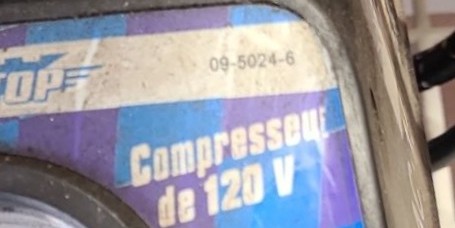 TOP
09-5024-6
Compresseur
de 120 V